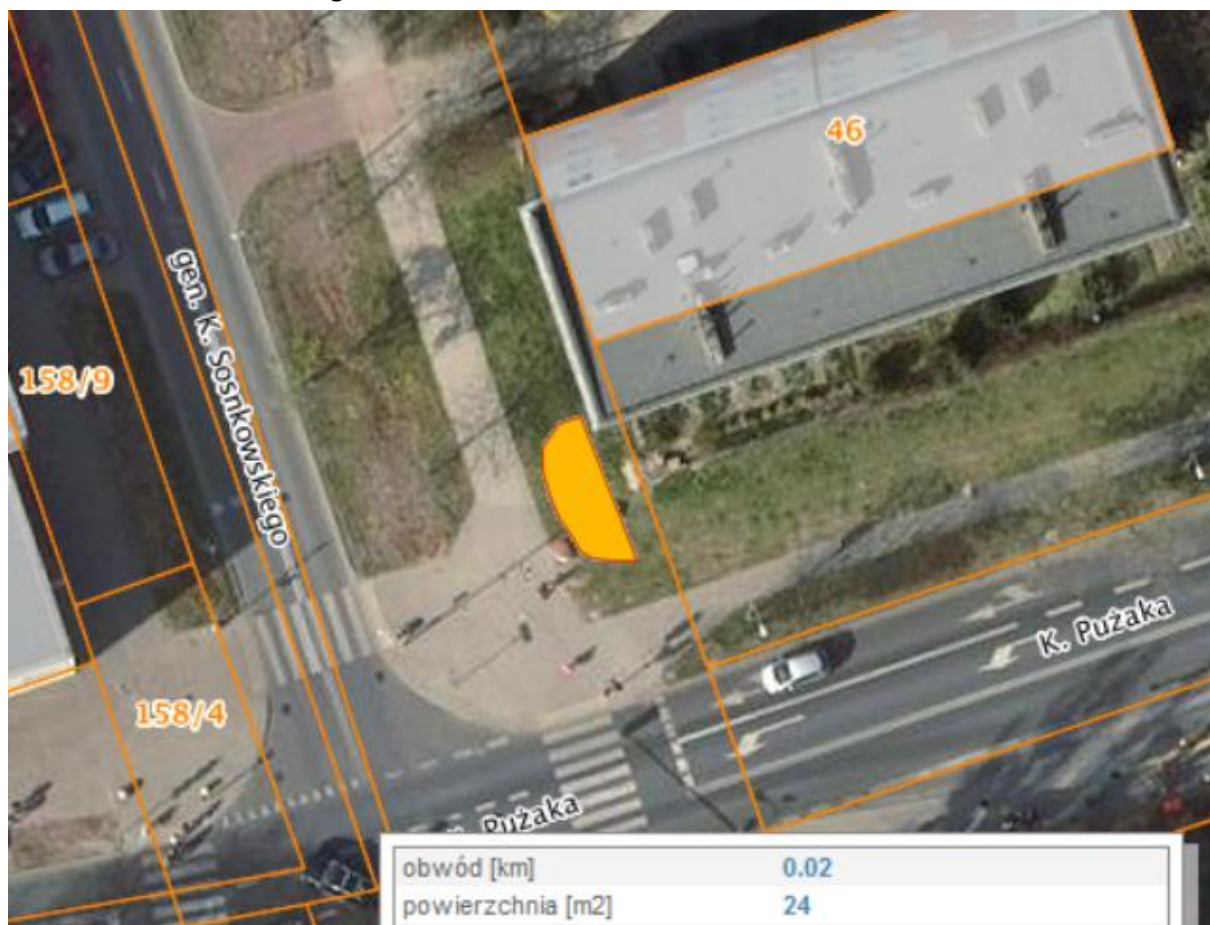 46
gen. K. Sosnkowskiego
158/9
K. Pużaka
158/4
Pużaka
obwód [km] 0.02
powierzchnia [m2] 24